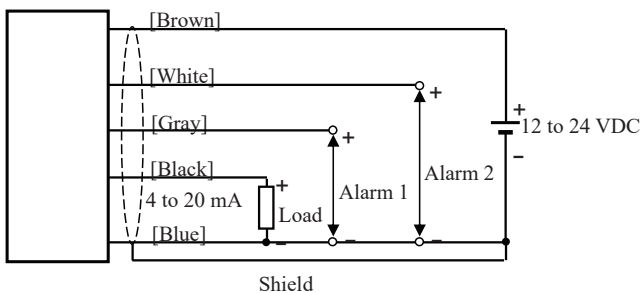 [Brown]
[White]
+
+
12 to 24 VDC
−
[Gray]
+
[Black]
+
Alarm 1
Alarm 2
4 to 20 mA
Load
[Blue]
−
−
−
Shield